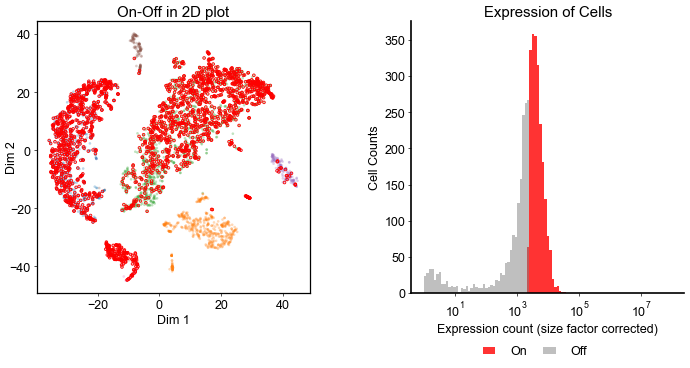 On-Off in 2D plot
Expression of Cells
40
20
0
−20
−40
Dim 2
−20
0
20
40
Dim 1
350
300
250
200
150
100
50
0
Cell Counts
10^1
10^3
10^5
10^7
Expression count (size factor corrected)
On
Off